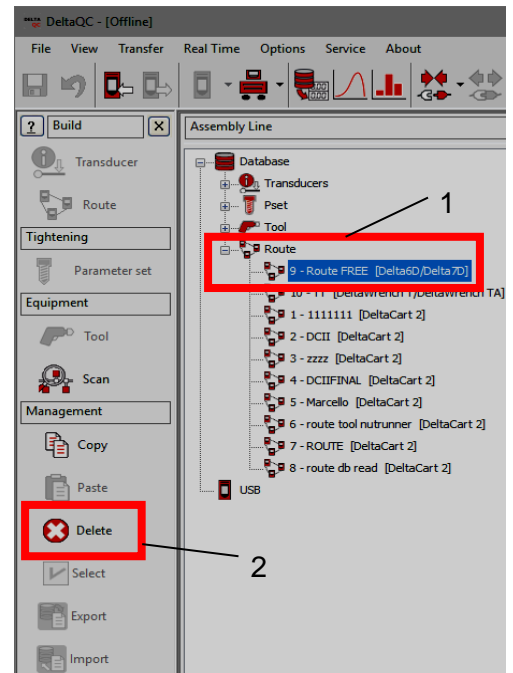 DeltaQC - [Offline]
File View Transfer Real Time Options Service About
? Build X
Assembly Line
Transducer
Route
Tightening
Parameter set
Equipment
Tool
Scan
Management
Copy
Paste
Delete
Select
Export
Import
Database
Transducers
Pset
Tool
Route
9 - Route FREE [Delta6D/Delta7D]
10 - TT [DeltaWrench T/DeltaWrench TA]
1 - 1111111 [DeltaCart 2]
2 - DCII [DeltaCart 2]
3 - zzzz [DeltaCart 2]
4 - DCIIFINAL [DeltaCart 2]
5 - Marcello [DeltaCart 2]
6 - route tool nutrunner [DeltaCart 2]
7 - ROUTE [DeltaCart 2]
8 - route db read [DeltaCart 2]
USB
1
2